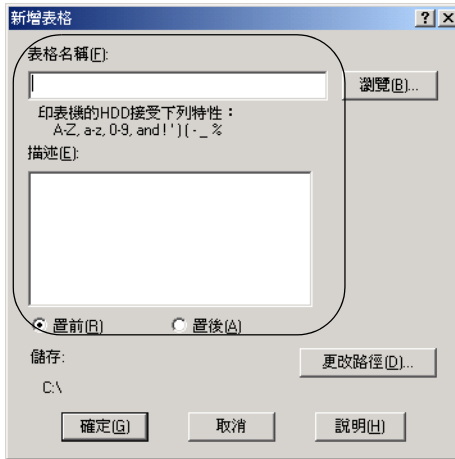 新增表格
表格名稱(F):
瀏覽(B)...
印表機的HDD接受下列特性：
A-Z, a-z, 0-9, and ! ' ) ( - _ %
描述(E):
置前(R) 置後(A)
儲存:
更改路徑(D)...
C:\
確定(G) 取消 說明(H)